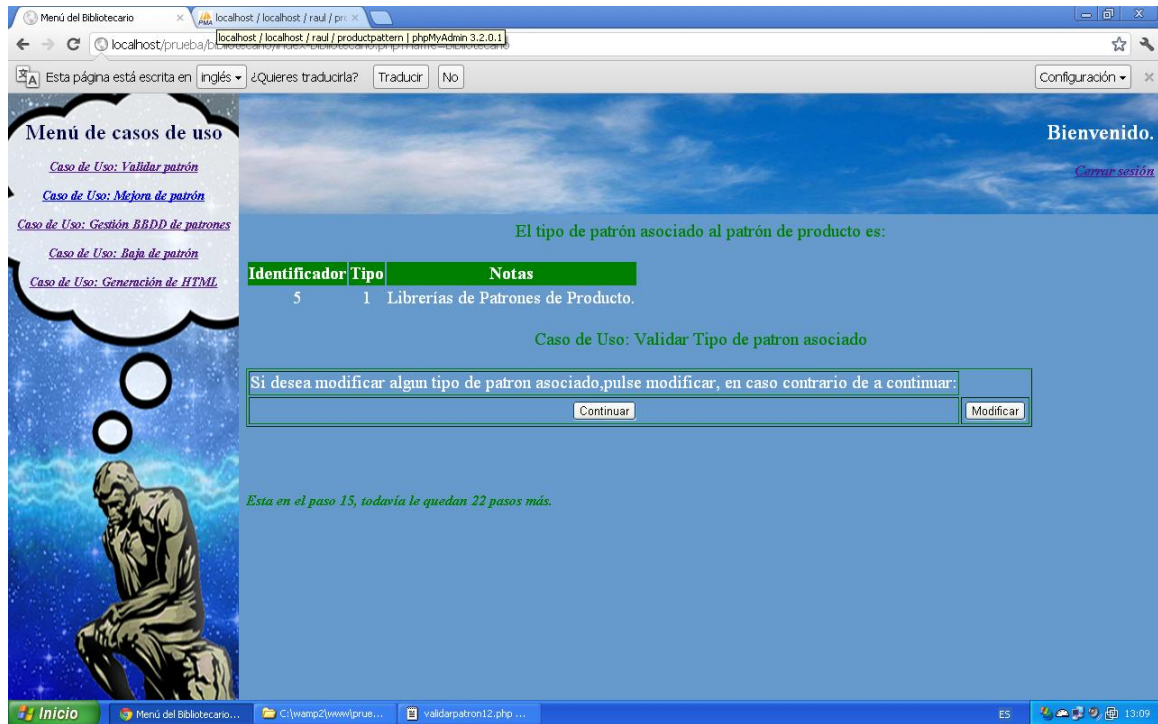 Menú del Bibliotecario
localhost / localhost / raul / pro
localhost / localhost / raul / productpattern | phpMyAdmin 3.2.0.1
Esta página está escrita en inglés ¿Quieres traducirla? Traducir No Configuración
Menú de casos de uso
Caso de Uso: Validar patrón
Caso de Uso: Mejora de patrón
Caso de Uso: Gestión BBDD de patrones
Caso de Uso: Baja de patrón
Caso de Uso: Generación de HTML
Bienvenido.
Cerrar sesión
El tipo de patrón asociado al patrón de producto es:
Identificador Tipo Notas
5 1 Librerías de Patrones de Producto.
Caso de Uso: Validar Tipo de patron asociado
Si desea modificar algun tipo de patron asociado,pulse modificar, en caso contrario de a continuar:
Continuar Modificar
Esta en el paso 15, todavía le quedan 22 pasos más.
Inicio Menú del Bibliotecario... C:\wamp2\www\prue... validarpatron12.php ... ES 13:09